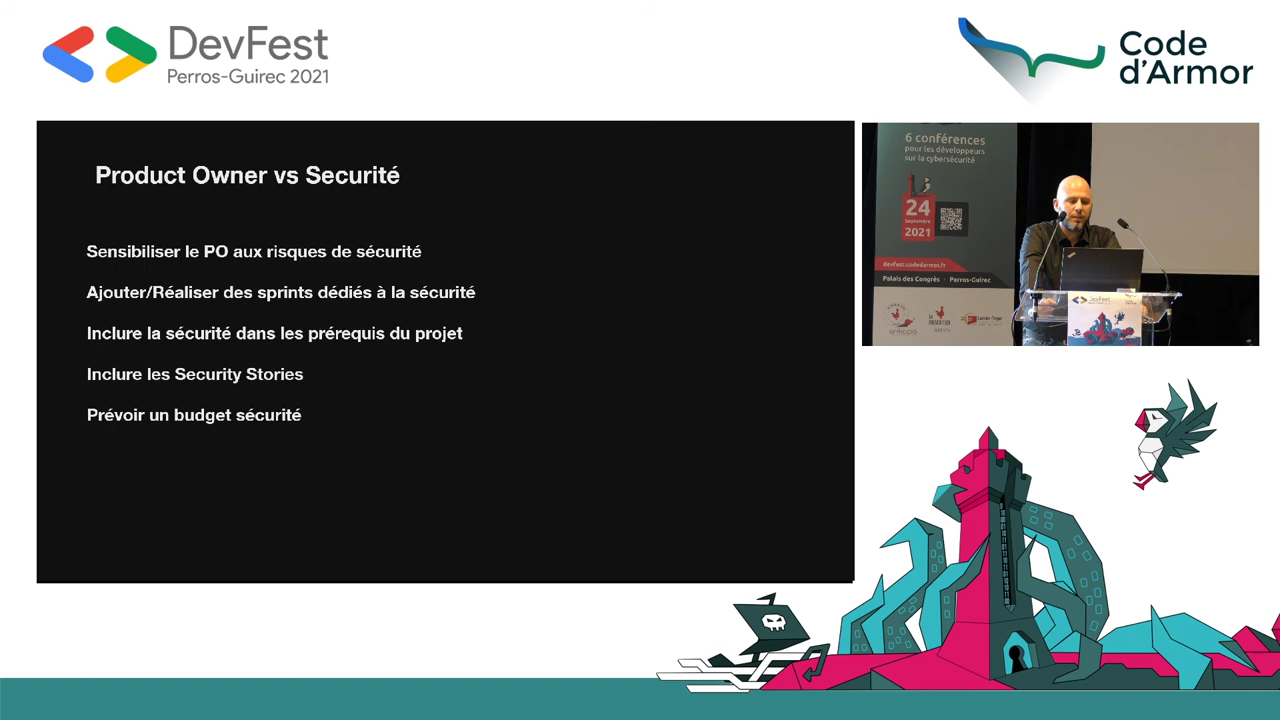 DevFest
Perros-Guirec 2021
Code
d'Armor
Product Owner vs Securité
Sensibiliser le PO aux risques de sécurité
Ajouter/Réaliser des sprints dédiés à la sécurité
Inclure la sécurité dans les prérequis du projet
Inclure les Security Stories
Prévoir un budget sécurité
6 conférences
pour les développeurs
sur la cybersécurité
24
septembre
2021
devfest.codedarmor.fr
Palais des Congrès - Perros-Guirec
DevFest